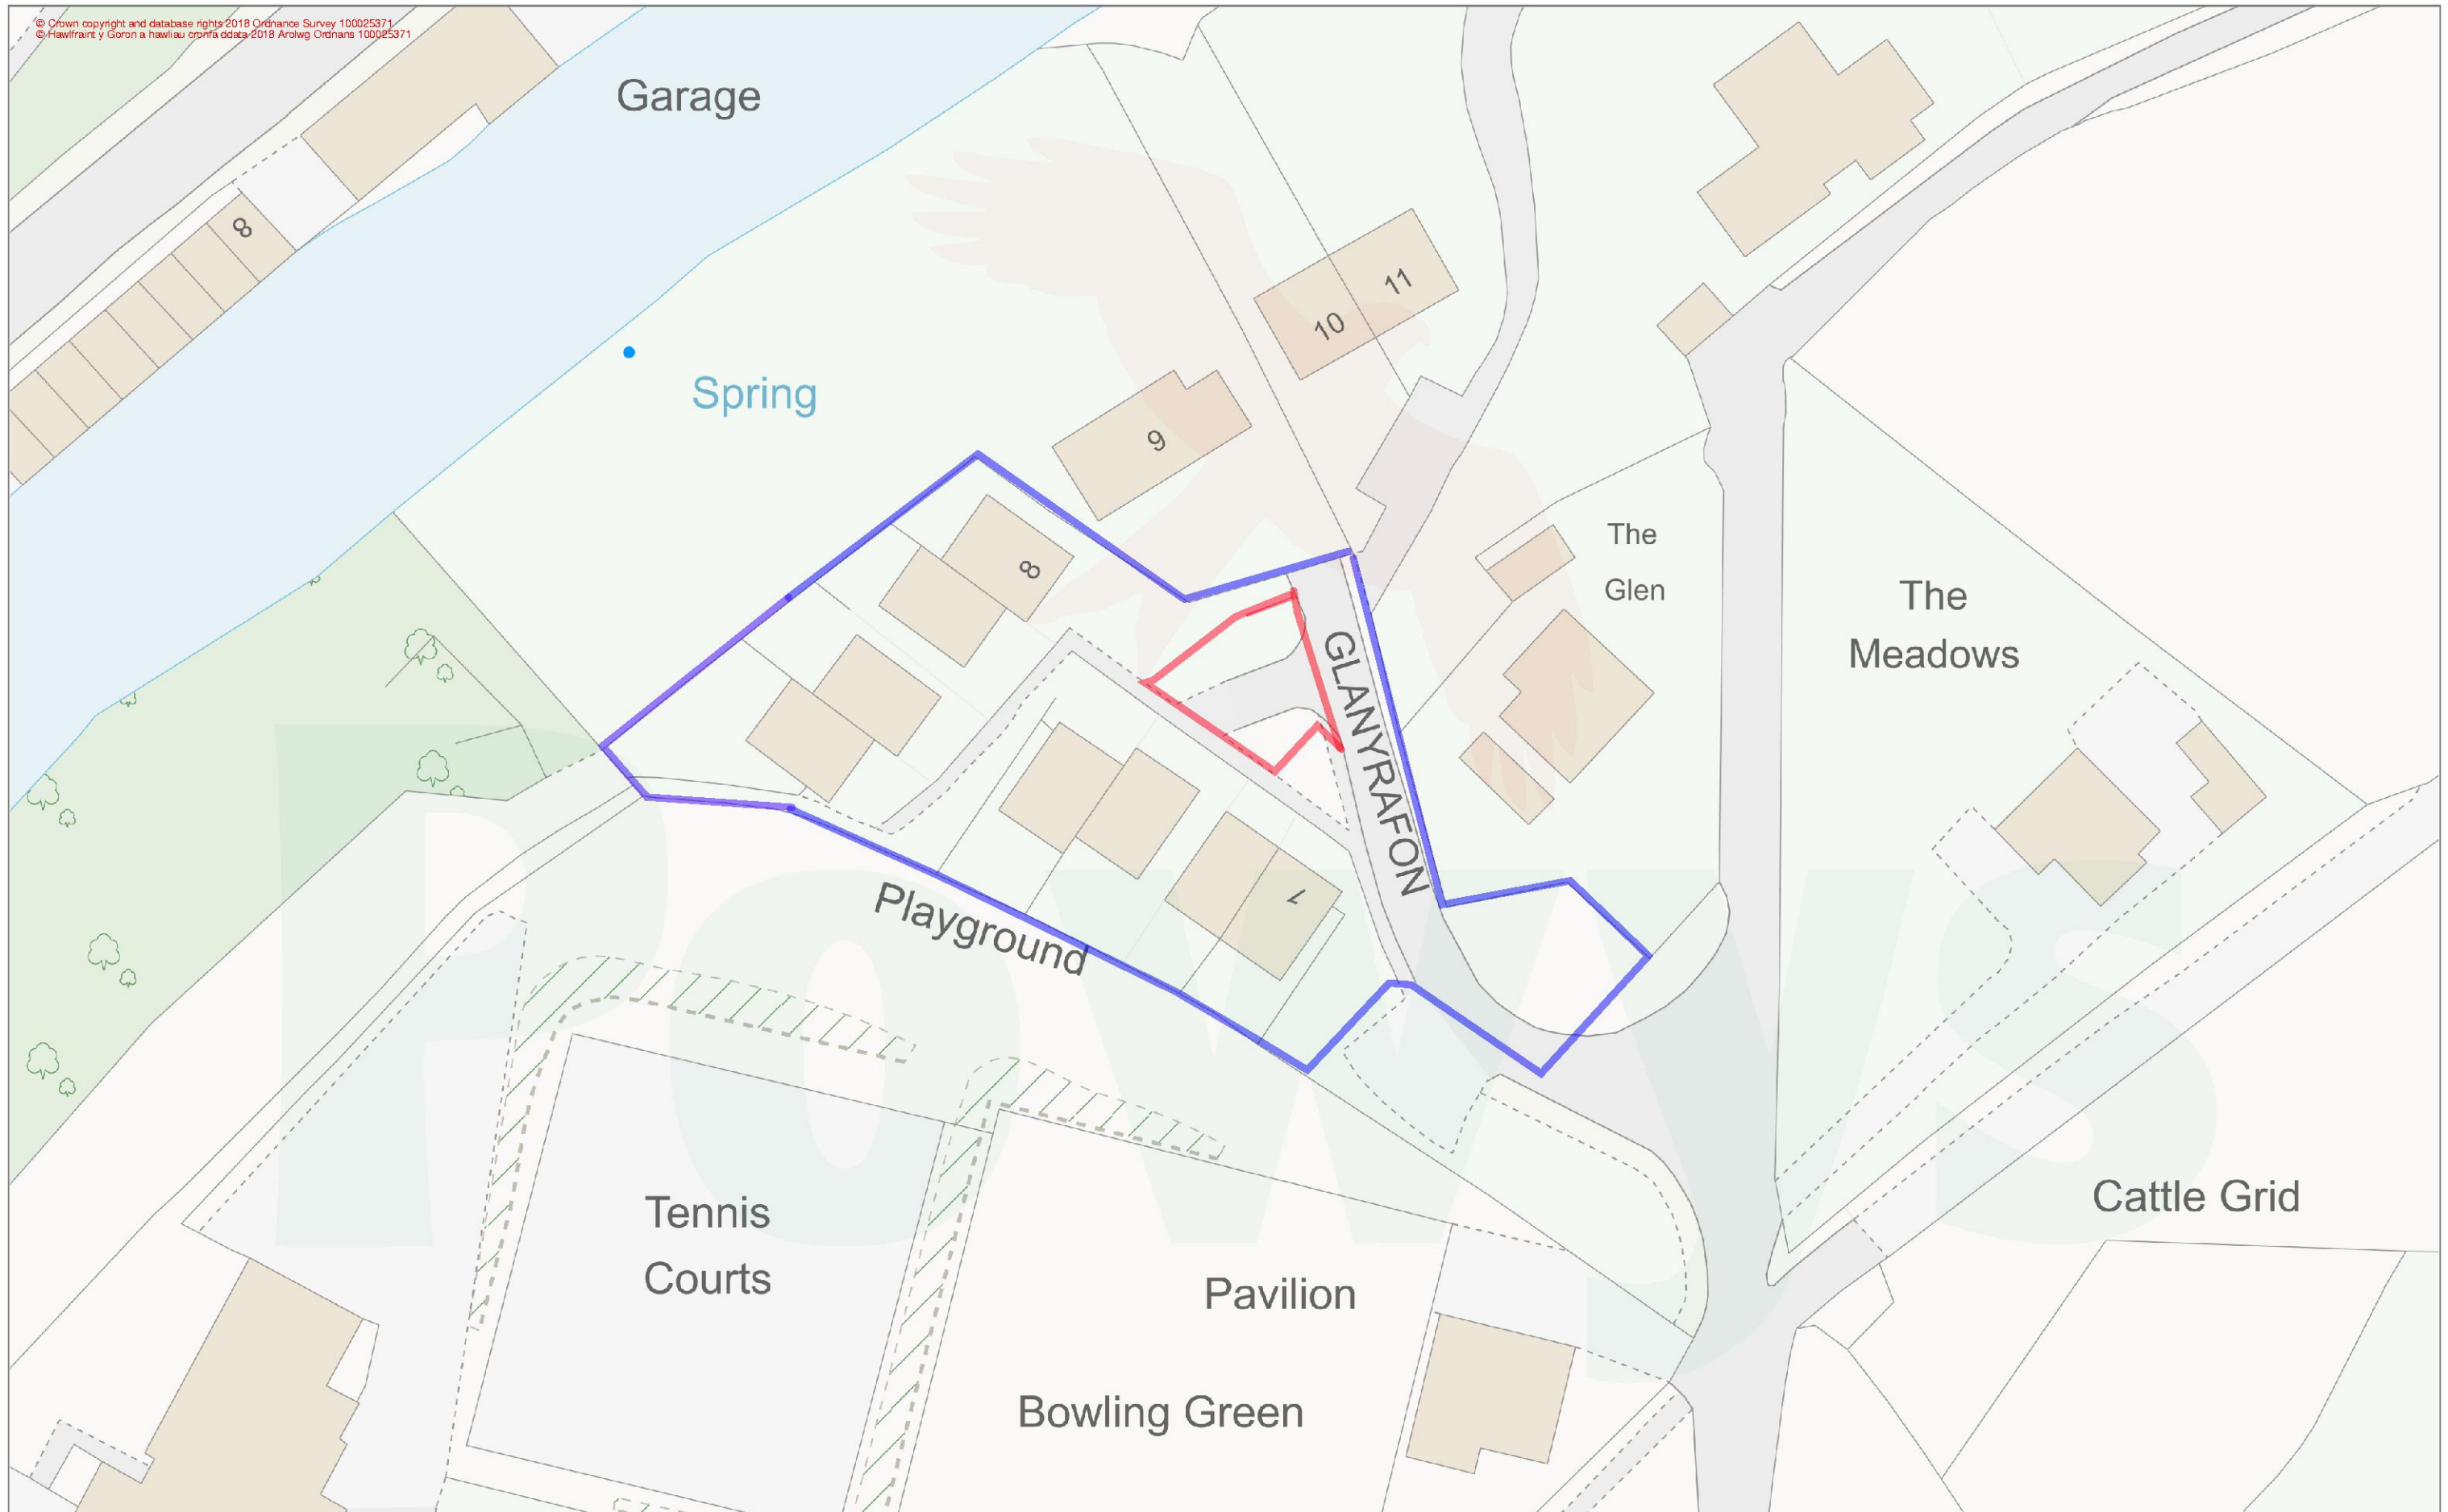 © Crown copyright and database rights 2018 Ordnance Survey 100025371
© Hawlfraint y Goron a hawliau cronfa ddata 2018 Arolwg Ordnans 100025371
Garage
8
11
10
Spring
9
The
Glen
8
The
Meadows
GLANYRAFON
1
Playground
Cattle Grid
Tennis
Courts
Pavilion
Bowling Green
POWYS